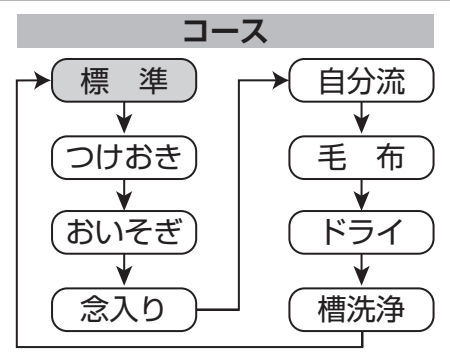 コース
標 準
つけおき
おいそぎ
念入り
自分流
毛 布
ドライ
槽洗浄